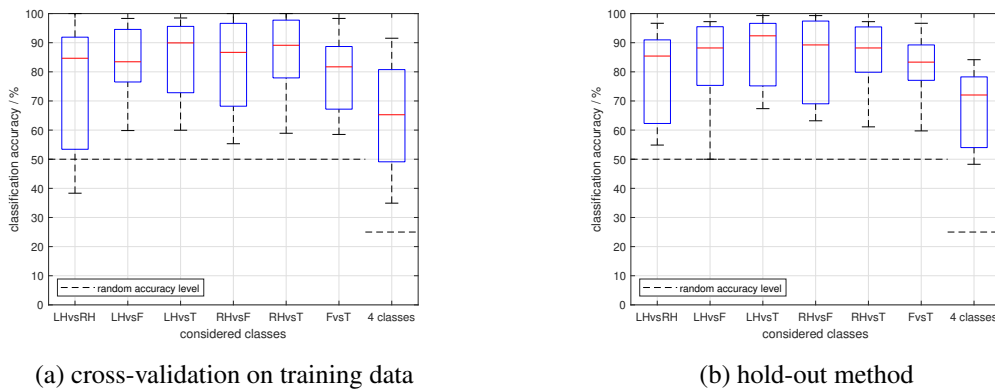 100
90
80
70
60
50
40
30
20
10
0
classification accuracy / %
random accuracy level
LHvsRH LHvsF LHvsT RHvsF RHvsT FvsT 4 classes
considered classes
(a) cross-validation on training data
100
90
80
70
60
50
40
30
20
10
0
classification accuracy / %
random accuracy level
LHvsRH LHvsF LHvsT RHvsF RHvsT FvsT 4 classes
considered classes
(b) hold-out method